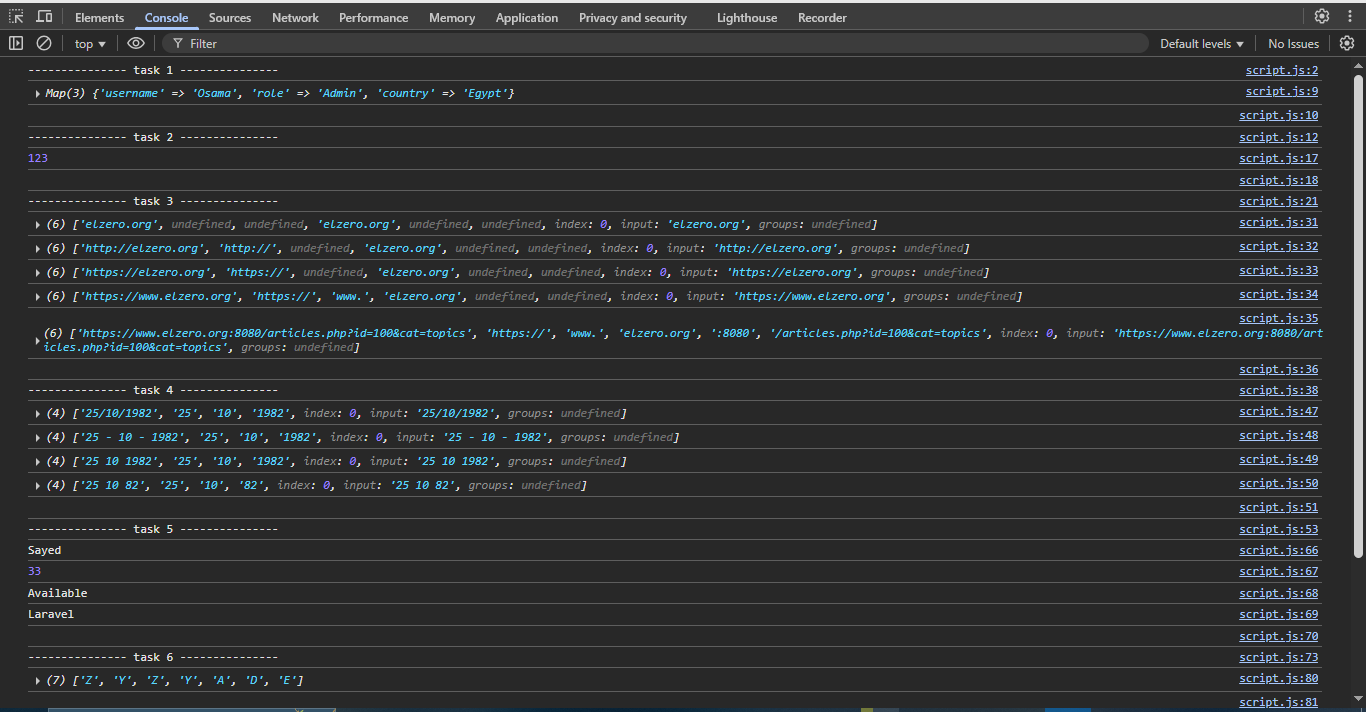 Elements Console Sources Network Performance Memory Application Privacy and security Lighthouse Recorder
top Filter Default levels No Issues
--------------- task 1 --------------- script.js:2
Map(3) {'username' => 'Osama', 'role' => 'Admin', 'country' => 'Egypt'} script.js:9
script.js:10
--------------- task 2 --------------- script.js:12
123 script.js:17
script.js:18
--------------- task 3 --------------- script.js:21
(6) ['elzero.org', undefined, undefined, 'elzero.org', undefined, undefined, index: 0, input: 'elzero.org', groups: undefined] script.js:31
(6) ['http://elzero.org', 'http://', undefined, 'elzero.org', undefined, undefined, index: 0, input: 'http://elzero.org', groups: undefined] script.js:32
(6) ['https://elzero.org', 'https://', undefined, 'elzero.org', undefined, undefined, index: 0, input: 'https://elzero.org', groups: undefined] script.js:33
(6) ['https://www.elzero.org', 'https://', 'www.', 'elzero.org', undefined, undefined, index: 0, input: 'https://www.elzero.org', groups: undefined] script.js:34
script.js:35
(6) ['https://www.elzero.org:8080/articles.php?id=100&cat=topics', 'https://', 'www.', 'elzero.org', ':8080', '/articles.php?id=100&cat=topics', index: 0, input: 'https://www.elzero.org:8080/art
icles.php?id=100&cat=topics', groups: undefined]
script.js:36
--------------- task 4 --------------- script.js:38
(4) ['25/10/1982', '25', '10', '1982', index: 0, input: '25/10/1982', groups: undefined] script.js:47
(4) ['25 - 10 - 1982', '25', '10', '1982', index: 0, input: '25 - 10 - 1982', groups: undefined] script.js:48
(4) ['25 10 1982', '25', '10', '1982', index: 0, input: '25 10 1982', groups: undefined] script.js:49
(4) ['25 10 82', '25', '10', '82', index: 0, input: '25 10 82', groups: undefined] script.js:50
script.js:51
--------------- task 5 --------------- script.js:53
Sayed script.js:66
33 script.js:67
Available script.js:68
Laravel script.js:69
script.js:70
--------------- task 6 --------------- script.js:73
(7) ['Z', 'Y', 'Z', 'Y', 'A', 'D', 'E'] script.js:80
script.js:81